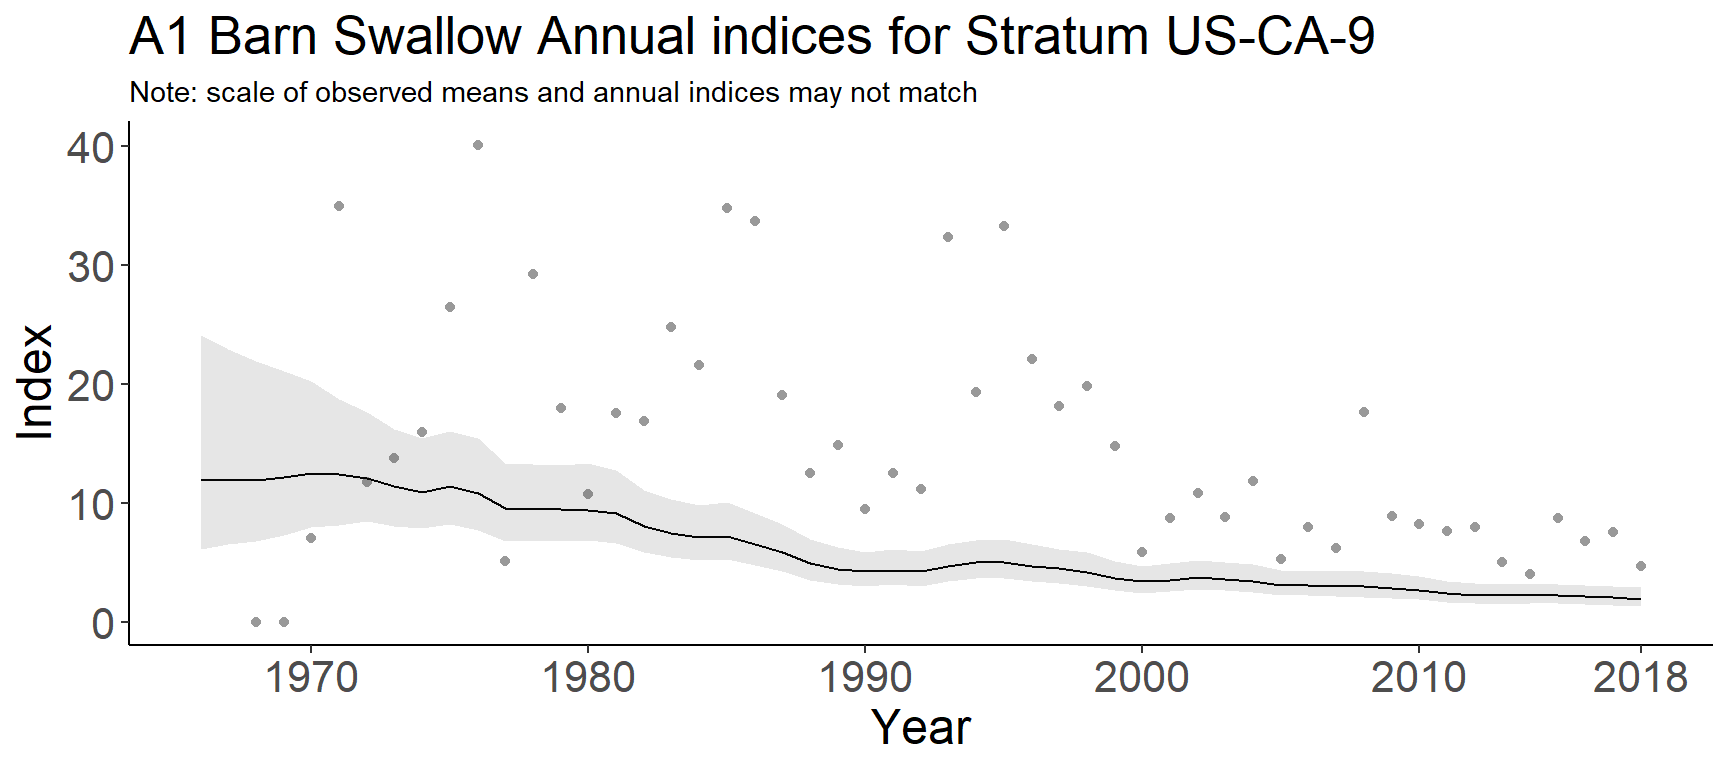 A1 Barn Swallow Annual indices for Stratum US-CA-9
Note: scale of observed means and annual indices may not match
40
30
20
10
0
Index
1970 1980 1990 2000 2010 2018
Year